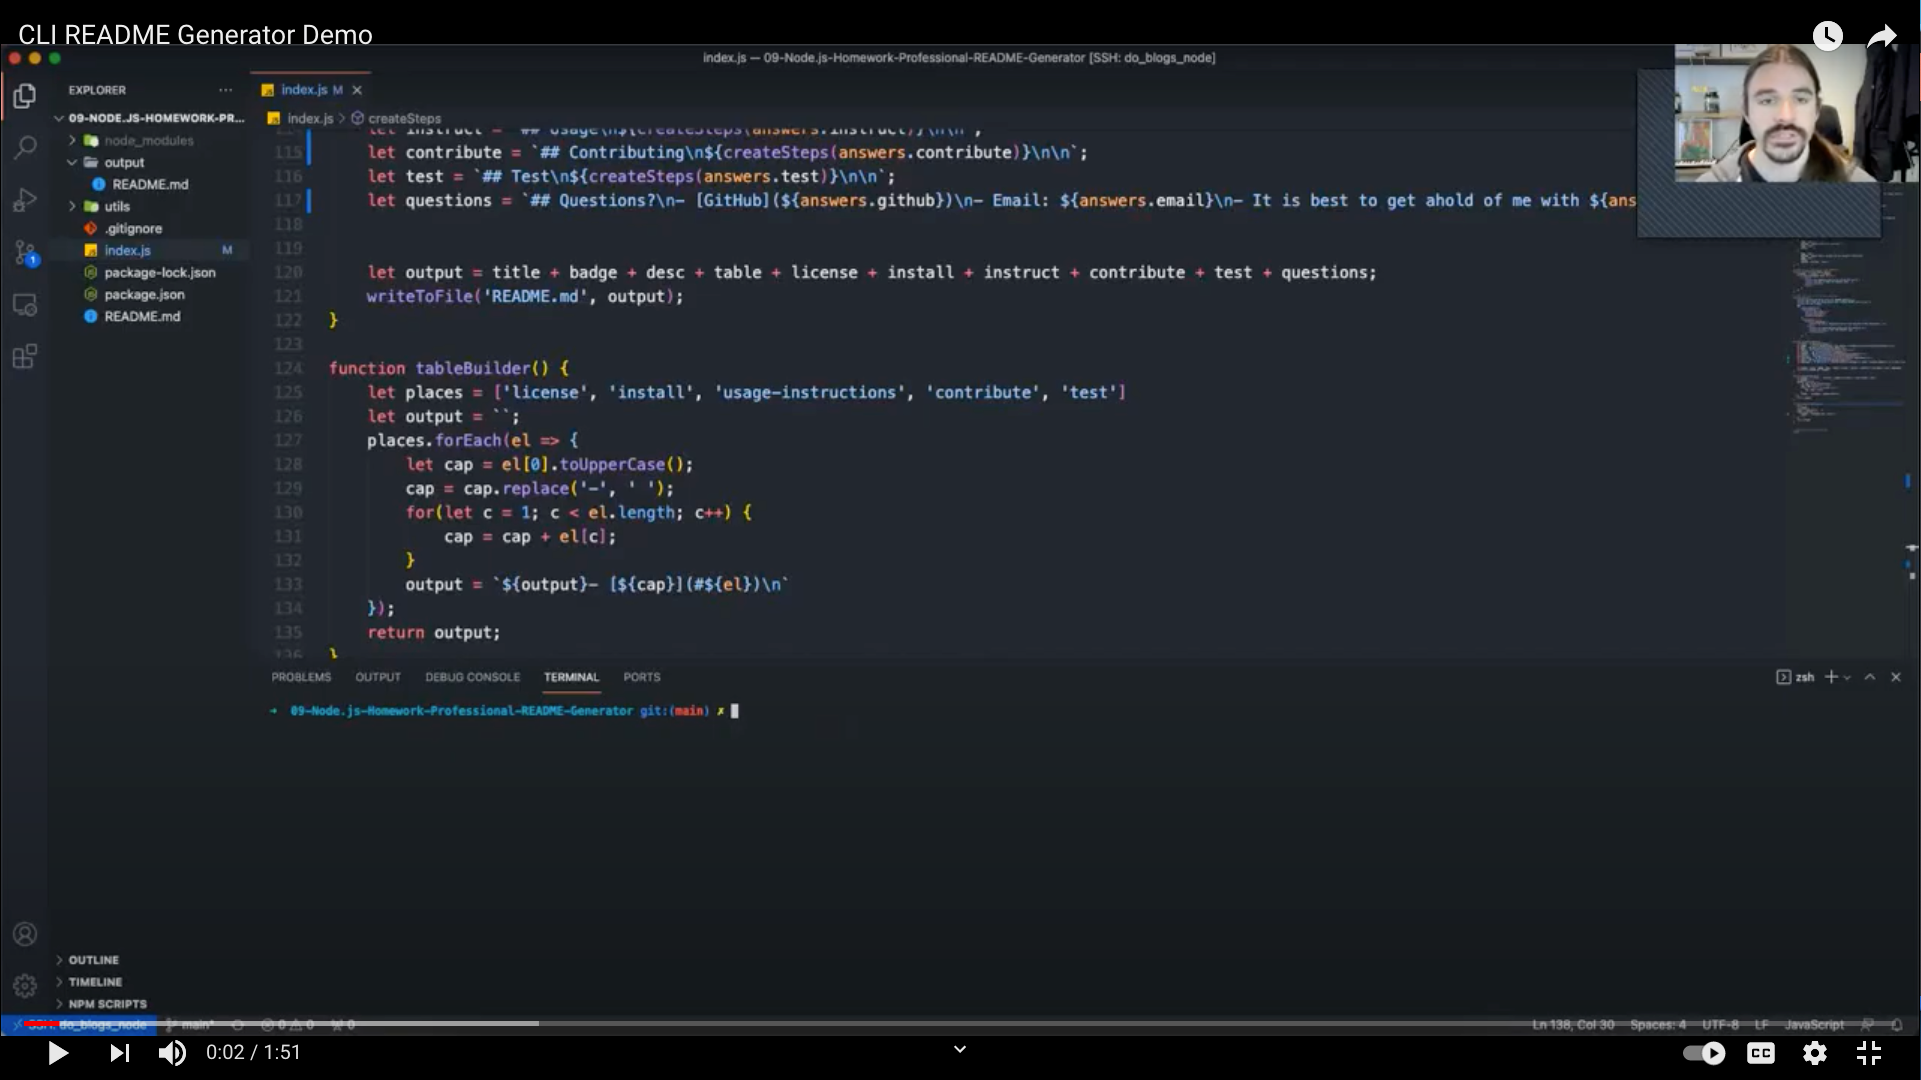 CLI README Generator Demo
index.js — 09-Node.js-Homework-Professional-README-Generator [SSH: do_blogs_node]
EXPLORER
index.js M
09-NODE.JS-HOMEWORK-PR...
node_modules
output
README.md
utils
.gitignore
index.js M
package-lock.json
package.json
README.md
index.js > createSteps
let instruct = `## Usage\n${createSteps(answers.instruct)}\n\n`;
115 let contribute = `## Contributing\n${createSteps(answers.contribute)}\n\n`;
116 let test = `## Test\n${createSteps(answers.test)}\n\n`;
117 let questions = `## Questions?\n- [GitHub](${answers.github})\n- Email: ${answers.email}\n- It is best to get ahold of me with ${ans
118
119
120 let output = title + badge + desc + table + license + install + instruct + contribute + test + questions;
121 writeToFile('README.md', output);
122 }
123
124 function tableBuilder() {
125 let places = ['license', 'install', 'usage-instructions', 'contribute', 'test']
126 let output = ``;
127 places.forEach(el => {
128 let cap = el[0].toUpperCase();
129 cap = cap.replace('-', ' ');
130 for(let c = 1; c < el.length; c++) {
131 cap = cap + el[c];
132 }
133 output = `${output}- [${cap}](#${el})\n`
134 });
135 return output;
136 }
PROBLEMS OUTPUT DEBUG CONSOLE TERMINAL PORTS
zsh
→ 09-Node.js-Homework-Professional-README-Generator git:(main) ✗
OUTLINE
TIMELINE
NPM SCRIPTS
SSH: do_blogs_node main* 0 0 0
Ln 138, Col 30 Spaces: 4 UTF-8 LF JavaScript
0:02 / 1:51
CC